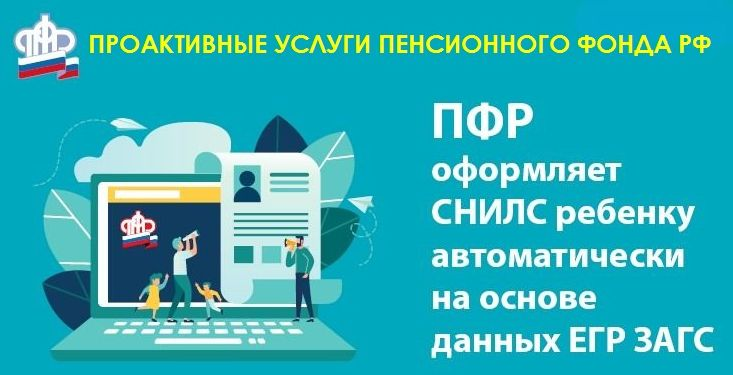 ПРОАКТИВНЫЕ УСЛУГИ ПЕНСИОННОГО ФОНДА РФ
ПФР
оформляет
СНИЛС ребенку
автоматически
на основе
данных ЕГР ЗАГС